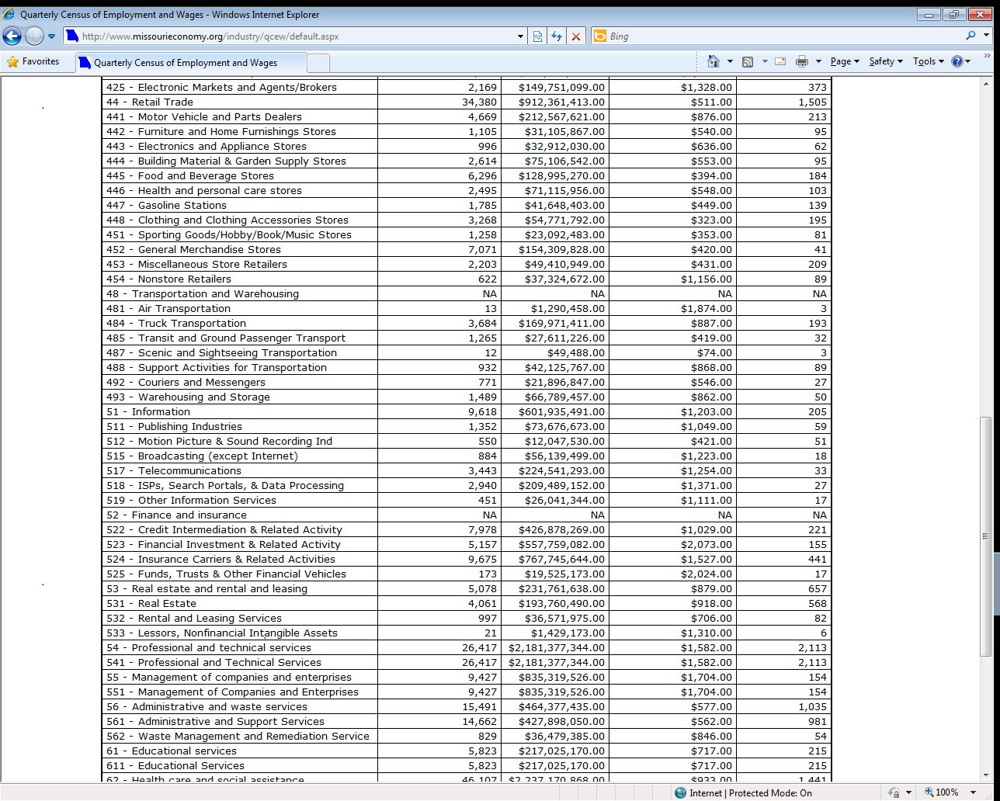 Quarterly Census of Employment and Wages - Windows Internet Explorer
http://www.missourieconomy.org/industry/qcew/default.aspx Bing
Favorites Quarterly Census of Employment and Wages Page Safety Tools
425 - Electronic Markets and Agents/Brokers 2,169 $149,751,099.00 $1,328.00 373
44 - Retail Trade 34,380 $912,361,413.00 $511.00 1,505
441 - Motor Vehicle and Parts Dealers 4,669 $212,567,621.00 $876.00 213
442 - Furniture and Home Furnishings Stores 1,105 $31,105,867.00 $540.00 95
443 - Electronics and Appliance Stores 996 $32,912,030.00 $636.00 62
444 - Building Material & Garden Supply Stores 2,614 $75,106,542.00 $553.00 95
445 - Food and Beverage Stores 6,296 $128,995,270.00 $394.00 184
446 - Health and personal care stores 2,495 $71,115,956.00 $548.00 103
447 - Gasoline Stations 1,785 $41,648,403.00 $449.00 139
448 - Clothing and Clothing Accessories Stores 3,268 $54,771,792.00 $323.00 195
451 - Sporting Goods/Hobby/Book/Music Stores 1,258 $23,092,483.00 $353.00 81
452 - General Merchandise Stores 7,071 $154,309,828.00 $420.00 41
453 - Miscellaneous Store Retailers 2,203 $49,410,949.00 $431.00 209
454 - Nonstore Retailers 622 $37,324,672.00 $1,156.00 89
48 - Transportation and Warehousing NA NA NA NA
481 - Air Transportation 13 $1,290,458.00 $1,874.00 3
484 - Truck Transportation 3,684 $169,971,411.00 $887.00 193
485 - Transit and Ground Passenger Transport 1,265 $27,611,226.00 $419.00 32
487 - Scenic and Sightseeing Transportation 12 $49,488.00 $74.00 3
488 - Support Activities for Transportation 932 $42,125,767.00 $868.00 89
492 - Couriers and Messengers 771 $21,896,847.00 $546.00 27
493 - Warehousing and Storage 1,489 $66,789,457.00 $862.00 50
51 - Information 9,618 $601,935,491.00 $1,203.00 205
511 - Publishing Industries 1,352 $73,676,673.00 $1,049.00 59
512 - Motion Picture & Sound Recording Ind 550 $12,047,530.00 $421.00 51
515 - Broadcasting (except Internet) 884 $56,139,499.00 $1,223.00 18
517 - Telecommunications 3,443 $224,541,293.00 $1,254.00 33
518 - ISPs, Search Portals, & Data Processing 2,940 $209,489,152.00 $1,371.00 27
519 - Other Information Services 451 $26,041,344.00 $1,111.00 17
52 - Finance and insurance NA NA NA NA
522 - Credit Intermediation & Related Activity 7,978 $426,878,269.00 $1,029.00 221
523 - Financial Investment & Related Activity 5,157 $557,759,082.00 $2,073.00 155
524 - Insurance Carriers & Related Activities 9,675 $767,745,644.00 $1,527.00 441
525 - Funds, Trusts & Other Financial Vehicles 173 $19,525,173.00 $2,024.00 17
53 - Real estate and rental and leasing 5,078 $231,761,638.00 $879.00 657
531 - Real Estate 4,061 $193,760,490.00 $918.00 568
532 - Rental and Leasing Services 997 $36,571,975.00 $706.00 82
533 - Lessors, Nonfinancial Intangible Assets 21 $1,429,173.00 $1,310.00 6
54 - Professional and technical services 26,417 $2,181,377,344.00 $1,582.00 2,113
541 - Professional and Technical Services 26,417 $2,181,377,344.00 $1,582.00 2,113
55 - Management of companies and enterprises 9,427 $835,319,526.00 $1,704.00 154
551 - Management of Companies and Enterprises 9,427 $835,319,526.00 $1,704.00 154
56 - Administrative and waste services 15,491 $464,377,435.00 $577.00 1,035
561 - Administrative and Support Services 14,662 $427,898,050.00 $562.00 981
562 - Waste Management and Remediation Service 829 $36,479,385.00 $846.00 54
61 - Educational services 5,823 $217,025,170.00 $717.00 215
611 - Educational Services 5,823 $217,025,170.00 $717.00 215
62 - Health care and social assistance 46,107 $2,237,170,868.00 $933.00 1,441
Internet | Protected Mode: On 100%